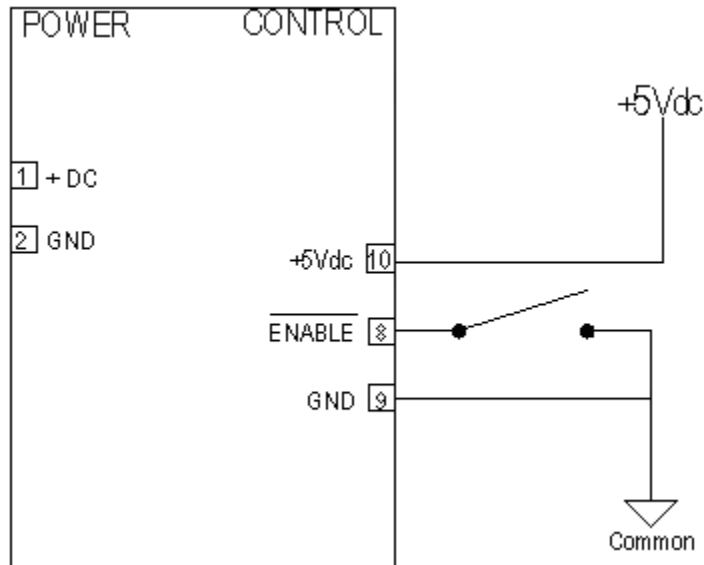 POWER CONTROL
+5Vdc
1 + DC
2 GND
+5Vdc 10
ENABLE 8
GND 9
Common